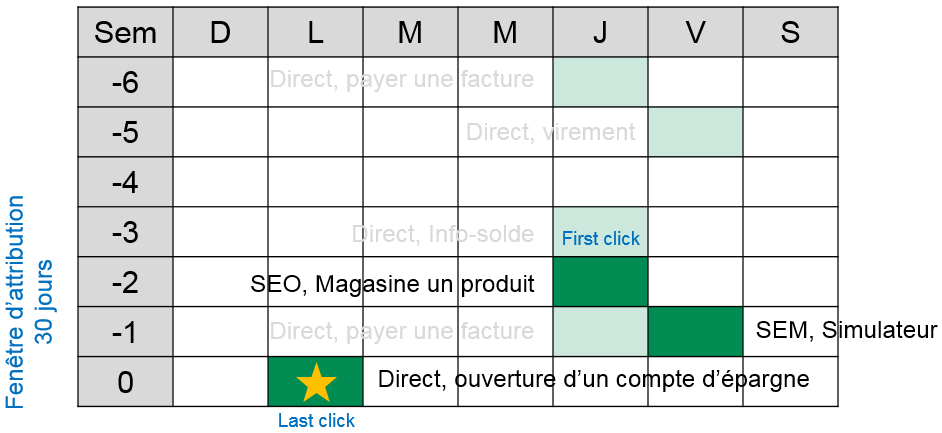 Sem D L M M J V S
-6 Direct, payer une facture
-5 Direct, virement
-4
-3 Direct, Info-solde First click
-2 SEO, Magasine un produit
-1 Direct, payer une facture SEM, Simulateur
0 Direct, ouverture d’un compte d’épargne
Last click
Fenêtre d’attribution
30 jours